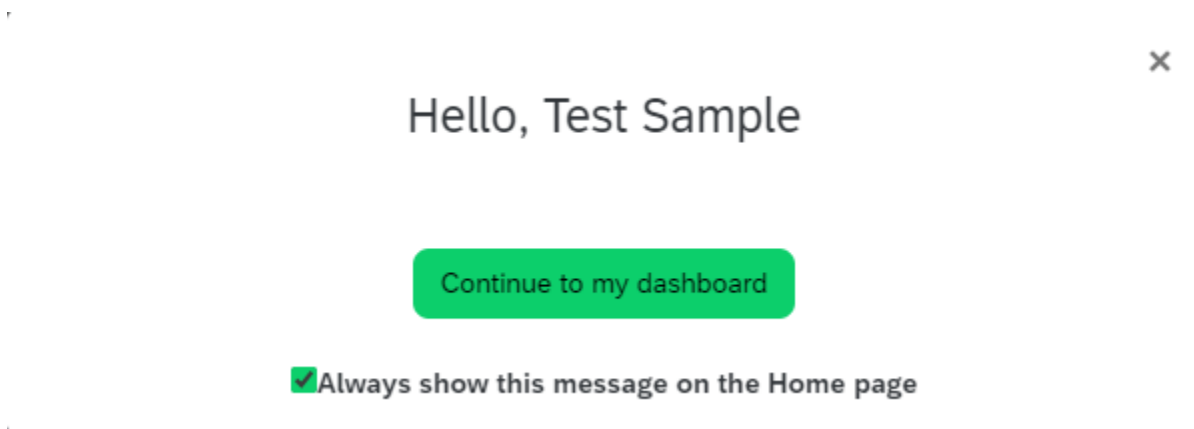 Hello, Test Sample
Continue to my dashboard
Always show this message on the Home page